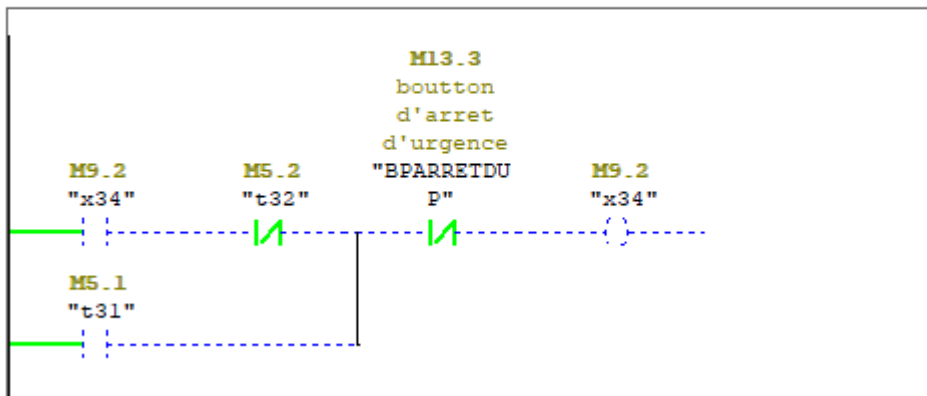 M13.3
boutton
d'arret
d'urgence
M9.2 M5.2 "BPARRETDU M9.2
"x34" "t32" P" "x34"
M5.1
"t31"